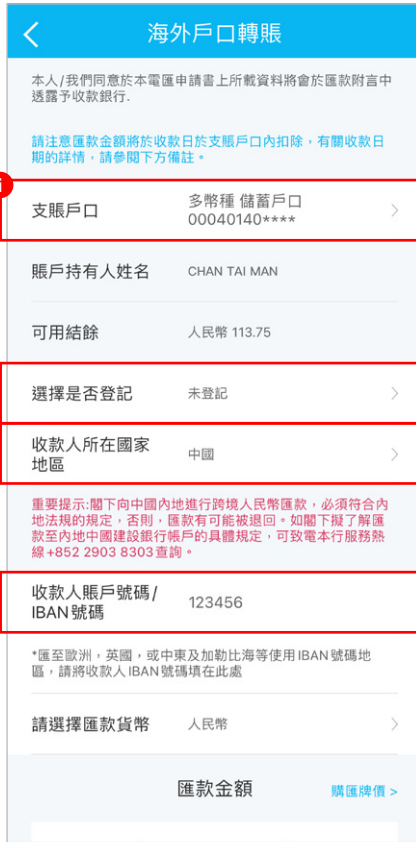 海外戶口轉賬
本人/我們同意於本電匯申請書上所載資料將會於匯款附言中
透露予收款銀行.
請注意匯款金額將於收款日於支賬戶口內扣除，有關收款日
期的詳情，請參閱下方備註。
支賬戶口
多幣種 儲蓄戶口
00040140****
賬戶持有人姓名
CHAN TAI MAN
可用結餘
人民幣 113.75
選擇是否登記
未登記
收款人所在國家
地區
中國
重要提示:閣下向中國內地進行跨境人民幣匯款，必須符合內
地法規的規定，否則，匯款有可能被退回。如閣下擬了解匯
款至內地中國建設銀行帳戶的具體規定，可致電本行服務熱
線+852 2903 8303查詢。
收款人賬戶號碼/
IBAN號碼
123456
*匯至歐洲，英國，或中東及加勒比海等使用IBAN號碼地
區，請將收款人IBAN號碼填在此處
請選擇匯款貨幣
人民幣
匯款金額
購匯牌價 >